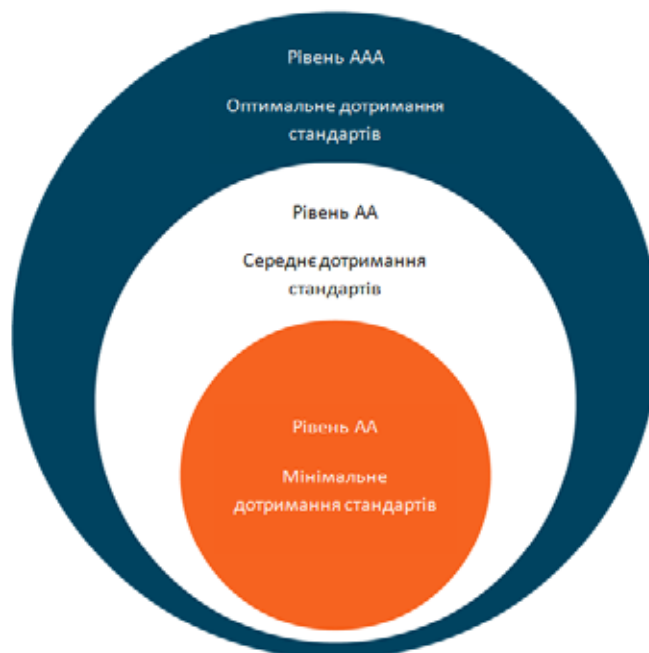 Рівень ААА
Оптимальне дотримання
стандартів
Рівень АА
Середнє дотримання
стандартів
Рівень АА
Мінімальне
дотримання стандартів